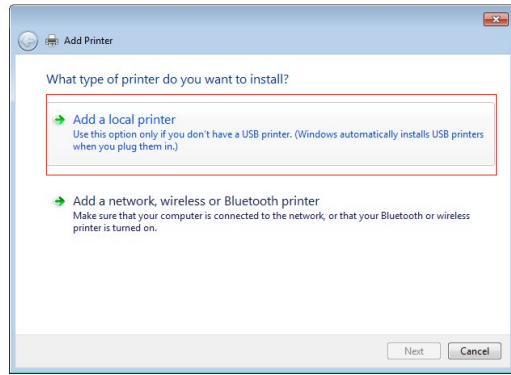 Add Printer
What type of printer do you want to install?
Add a local printer
Use this option only if you don't have a USB printer. (Windows automatically installs USB printers
when you plug them in.)
Add a network, wireless or Bluetooth printer
Make sure that your computer is connected to the network, or that your Bluetooth or wireless
printer is turned on.
Next
Cancel